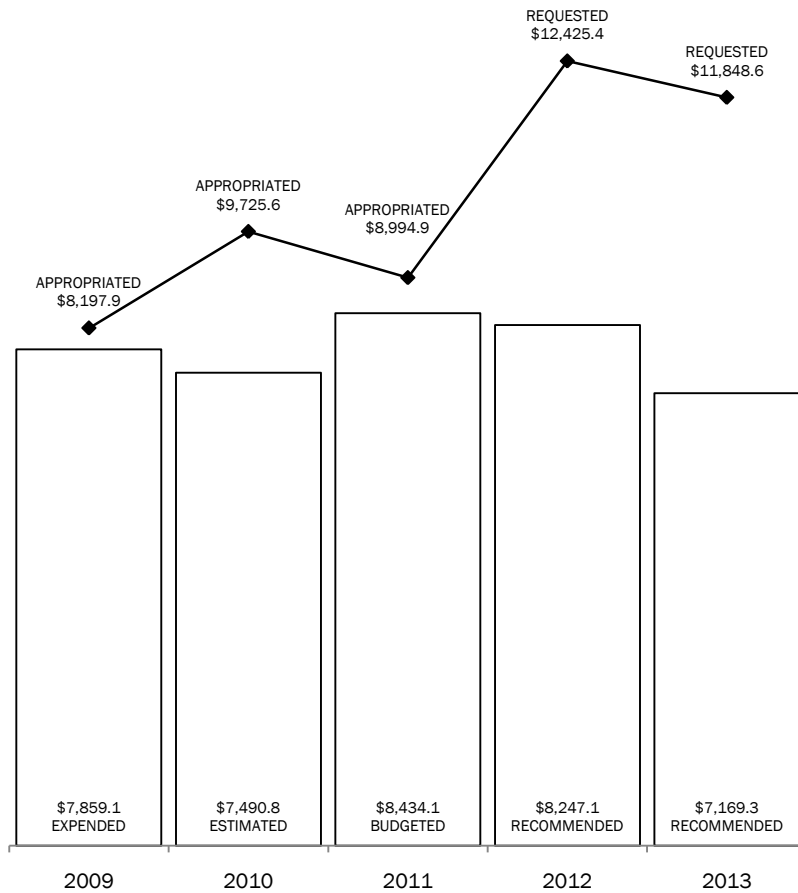 REQUESTED
$12,425.4
REQUESTED
$11,848.6
APPROPRIATED
$9,725.6
APPROPRIATED
$8,994.9
APPROPRIATED
$8,197.9
$7,859.1
EXPENDED
$7,490.8
ESTIMATED
$8,434.1
BUDGETED
$8,247.1
RECOMMENDED
$7,169.3
RECOMMENDED
2009
2010
2011
2012
2013